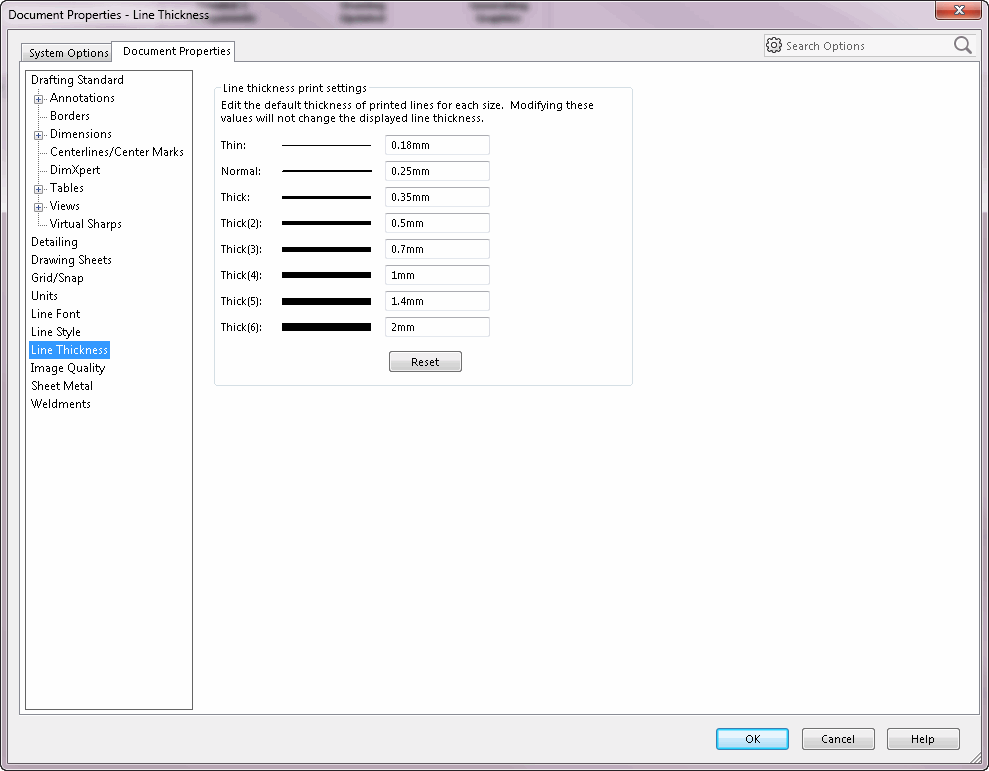 Document Properties - Line Thickness
System Options
Document Properties
Search Options
Drafting Standard
Annotations
Borders
Dimensions
Centerlines/Center Marks
DimXpert
Tables
Views
Virtual Sharps
Detailing
Drawing Sheets
Grid/Snap
Units
Line Font
Line Style
Line Thickness
Image Quality
Sheet Metal
Weldments
Line thickness print settings
Edit the default thickness of printed lines for each size.  Modifying these
values will not change the displayed line thickness.
Thin: 0.18mm
Normal: 0.25mm
Thick: 0.35mm
Thick(2): 0.5mm
Thick(3): 0.7mm
Thick(4): 1mm
Thick(5): 1.4mm
Thick(6): 2mm
Reset
OK Cancel Help